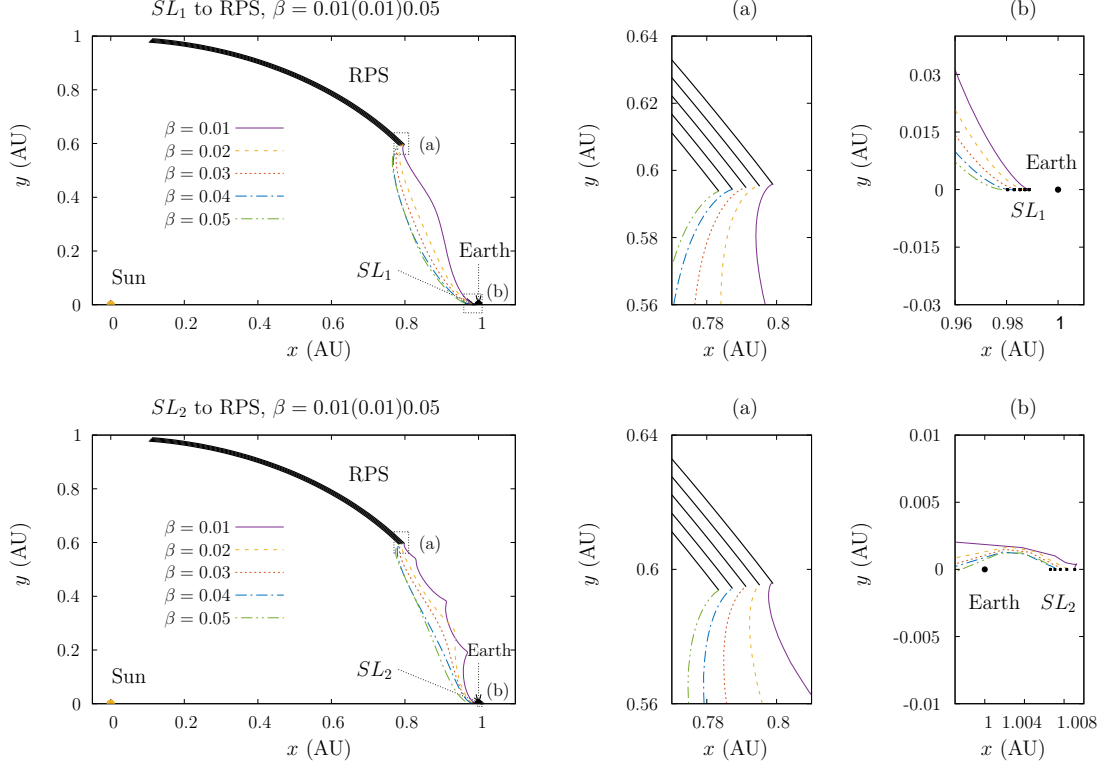 SL₁ to RPS, β = 0.01(0.01)0.05
1
0.8
0.6
0.4
0.2
0
y (AU)
RPS
(a)
β = 0.01
β = 0.02
β = 0.03
β = 0.04
β = 0.05
Earth
SL₁
Sun
(b)
0
0.2
0.4
0.6
0.8
1
x (AU)
(a)
0.64
0.62
0.6
0.58
0.56
y (AU)
0.78
0.8
x (AU)
(b)
0.03
0.015
0
-0.015
-0.03
y (AU)
Earth
SL₁
0.96
0.98
1
x (AU)
SL₂ to RPS, β = 0.01(0.01)0.05
1
0.8
0.6
0.4
0.2
0
y (AU)
RPS
(a)
β = 0.01
β = 0.02
β = 0.03
β = 0.04
β = 0.05
Earth
SL₂
Sun
(b)
0
0.2
0.4
0.6
0.8
1
x (AU)
(a)
0.64
0.6
0.56
y (AU)
0.78
0.8
x (AU)
(b)
0.01
0.005
0
-0.005
-0.01
y (AU)
Earth
SL₂
1
1.004
1.008
x (AU)